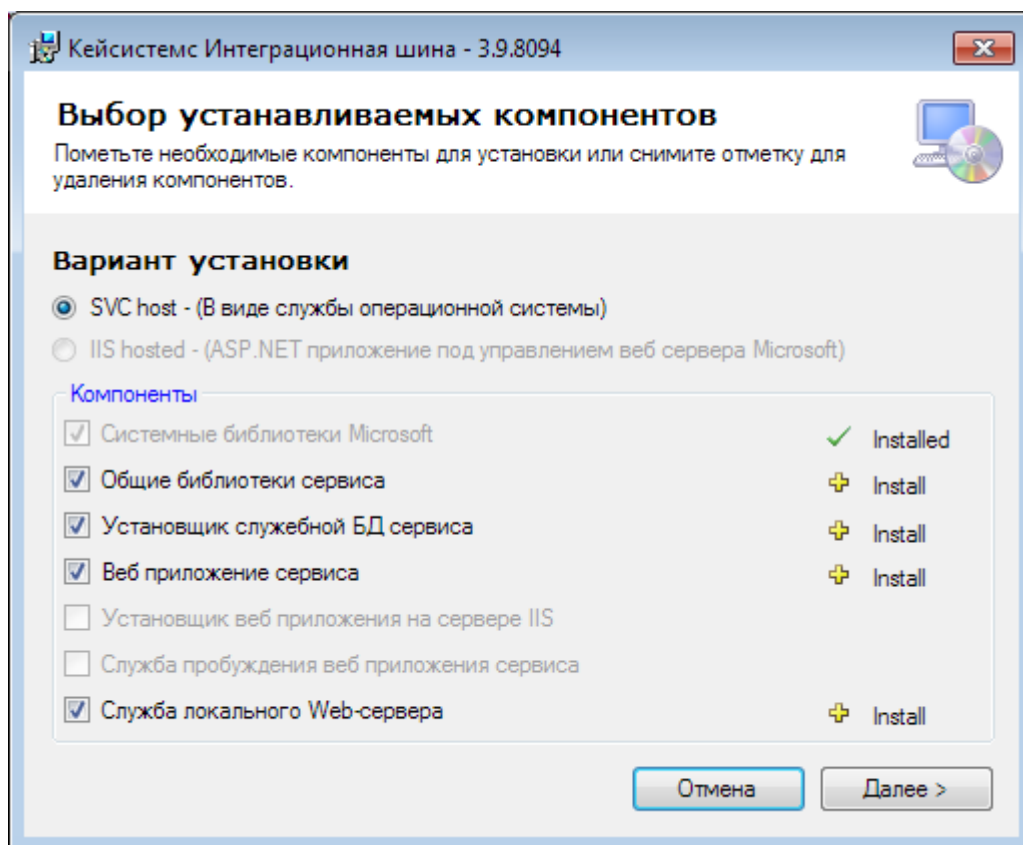 Кейсистемс Интеграционная шина - 3.9.8094
Выбор устанавливаемых компонентов
Пометьте необходимые компоненты для установки или снимите отметку для
удаления компонентов.
Вариант установки
SVC host - (В виде службы операционной системы)
IIS hosted - (ASP.NET приложение под управлением веб сервера Microsoft)
Компоненты
Системные библиотеки Microsoft Installed
Общие библиотеки сервиса Install
Установщик служебной БД сервиса Install
Веб приложение сервиса Install
Установщик веб приложения на сервере IIS
Служба пробуждения веб приложения сервиса
Служба локального Web-сервера Install
Отмена Далее >